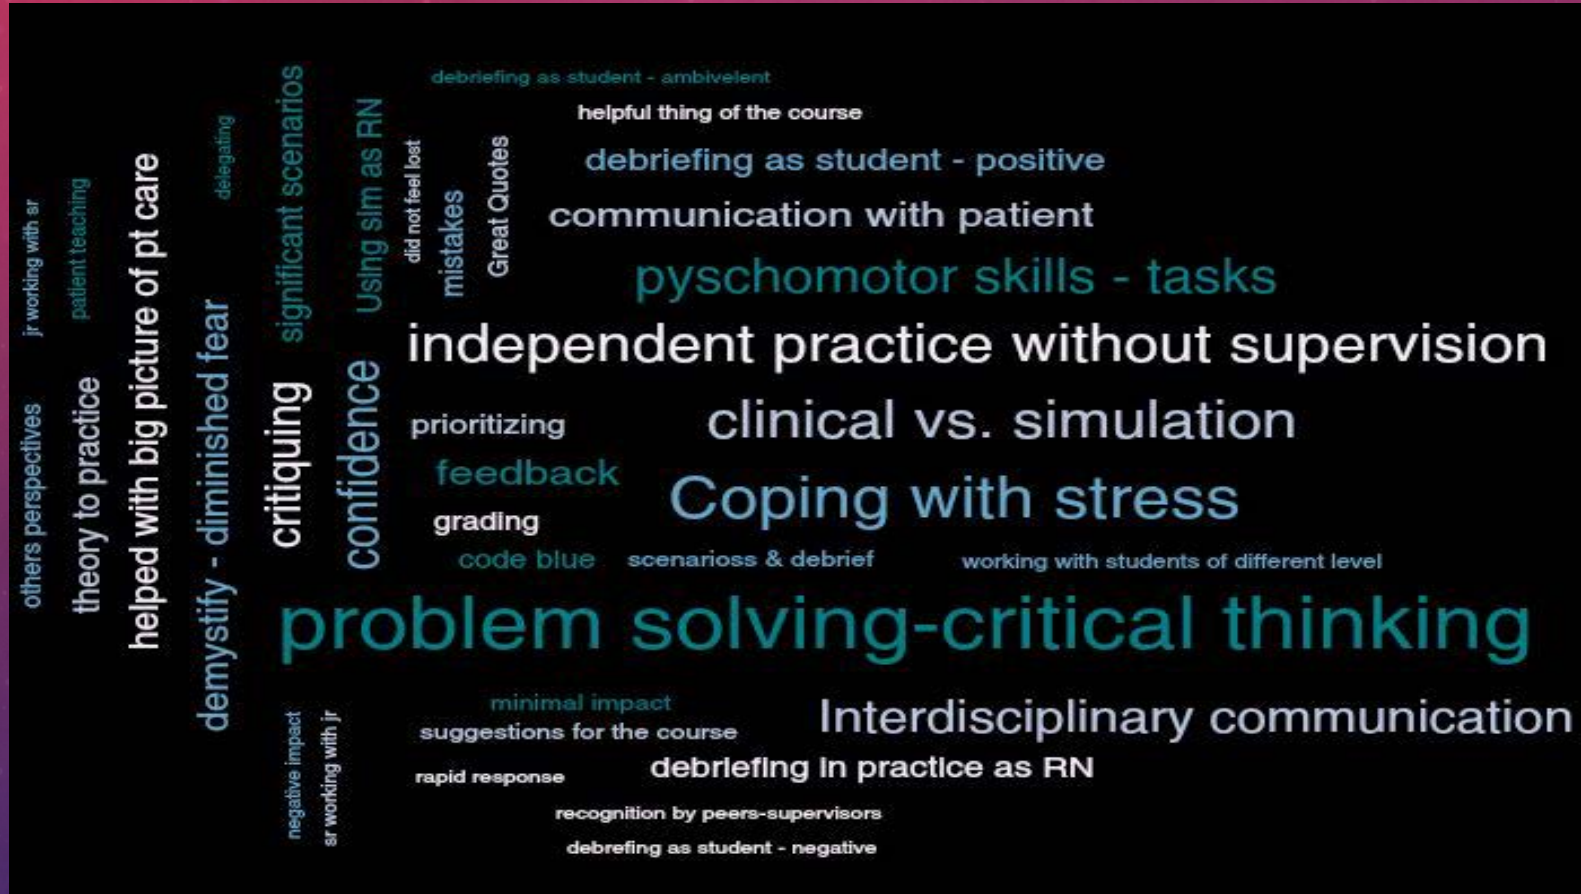 debriefing as student - ambivelent
helpful thing of the course
debriefing as student - positive
communication with patient
pyschomotor skills - tasks
independent practice without supervision
clinical vs. simulation
prioritizing
feedback
Coping with stress
grading
code blue
scenarioss & debrief
working with students of different level
problem solving-critical thinking
minimal impact
Interdisciplinary communication
suggestions for the course
debriefing in practice as RN
rapid response
recognition by peers-supervisors
debrefing as student - negative
jr working with sr
others perspectives
patient teaching
theory to practice
helped with big picture of pt care
delegating
demystify - diminished fear
significant scenarios
critiquing
Using sim as RN
confidence
did not feel lost
mistakes
Great Quotes
negative impact
sr working with jr